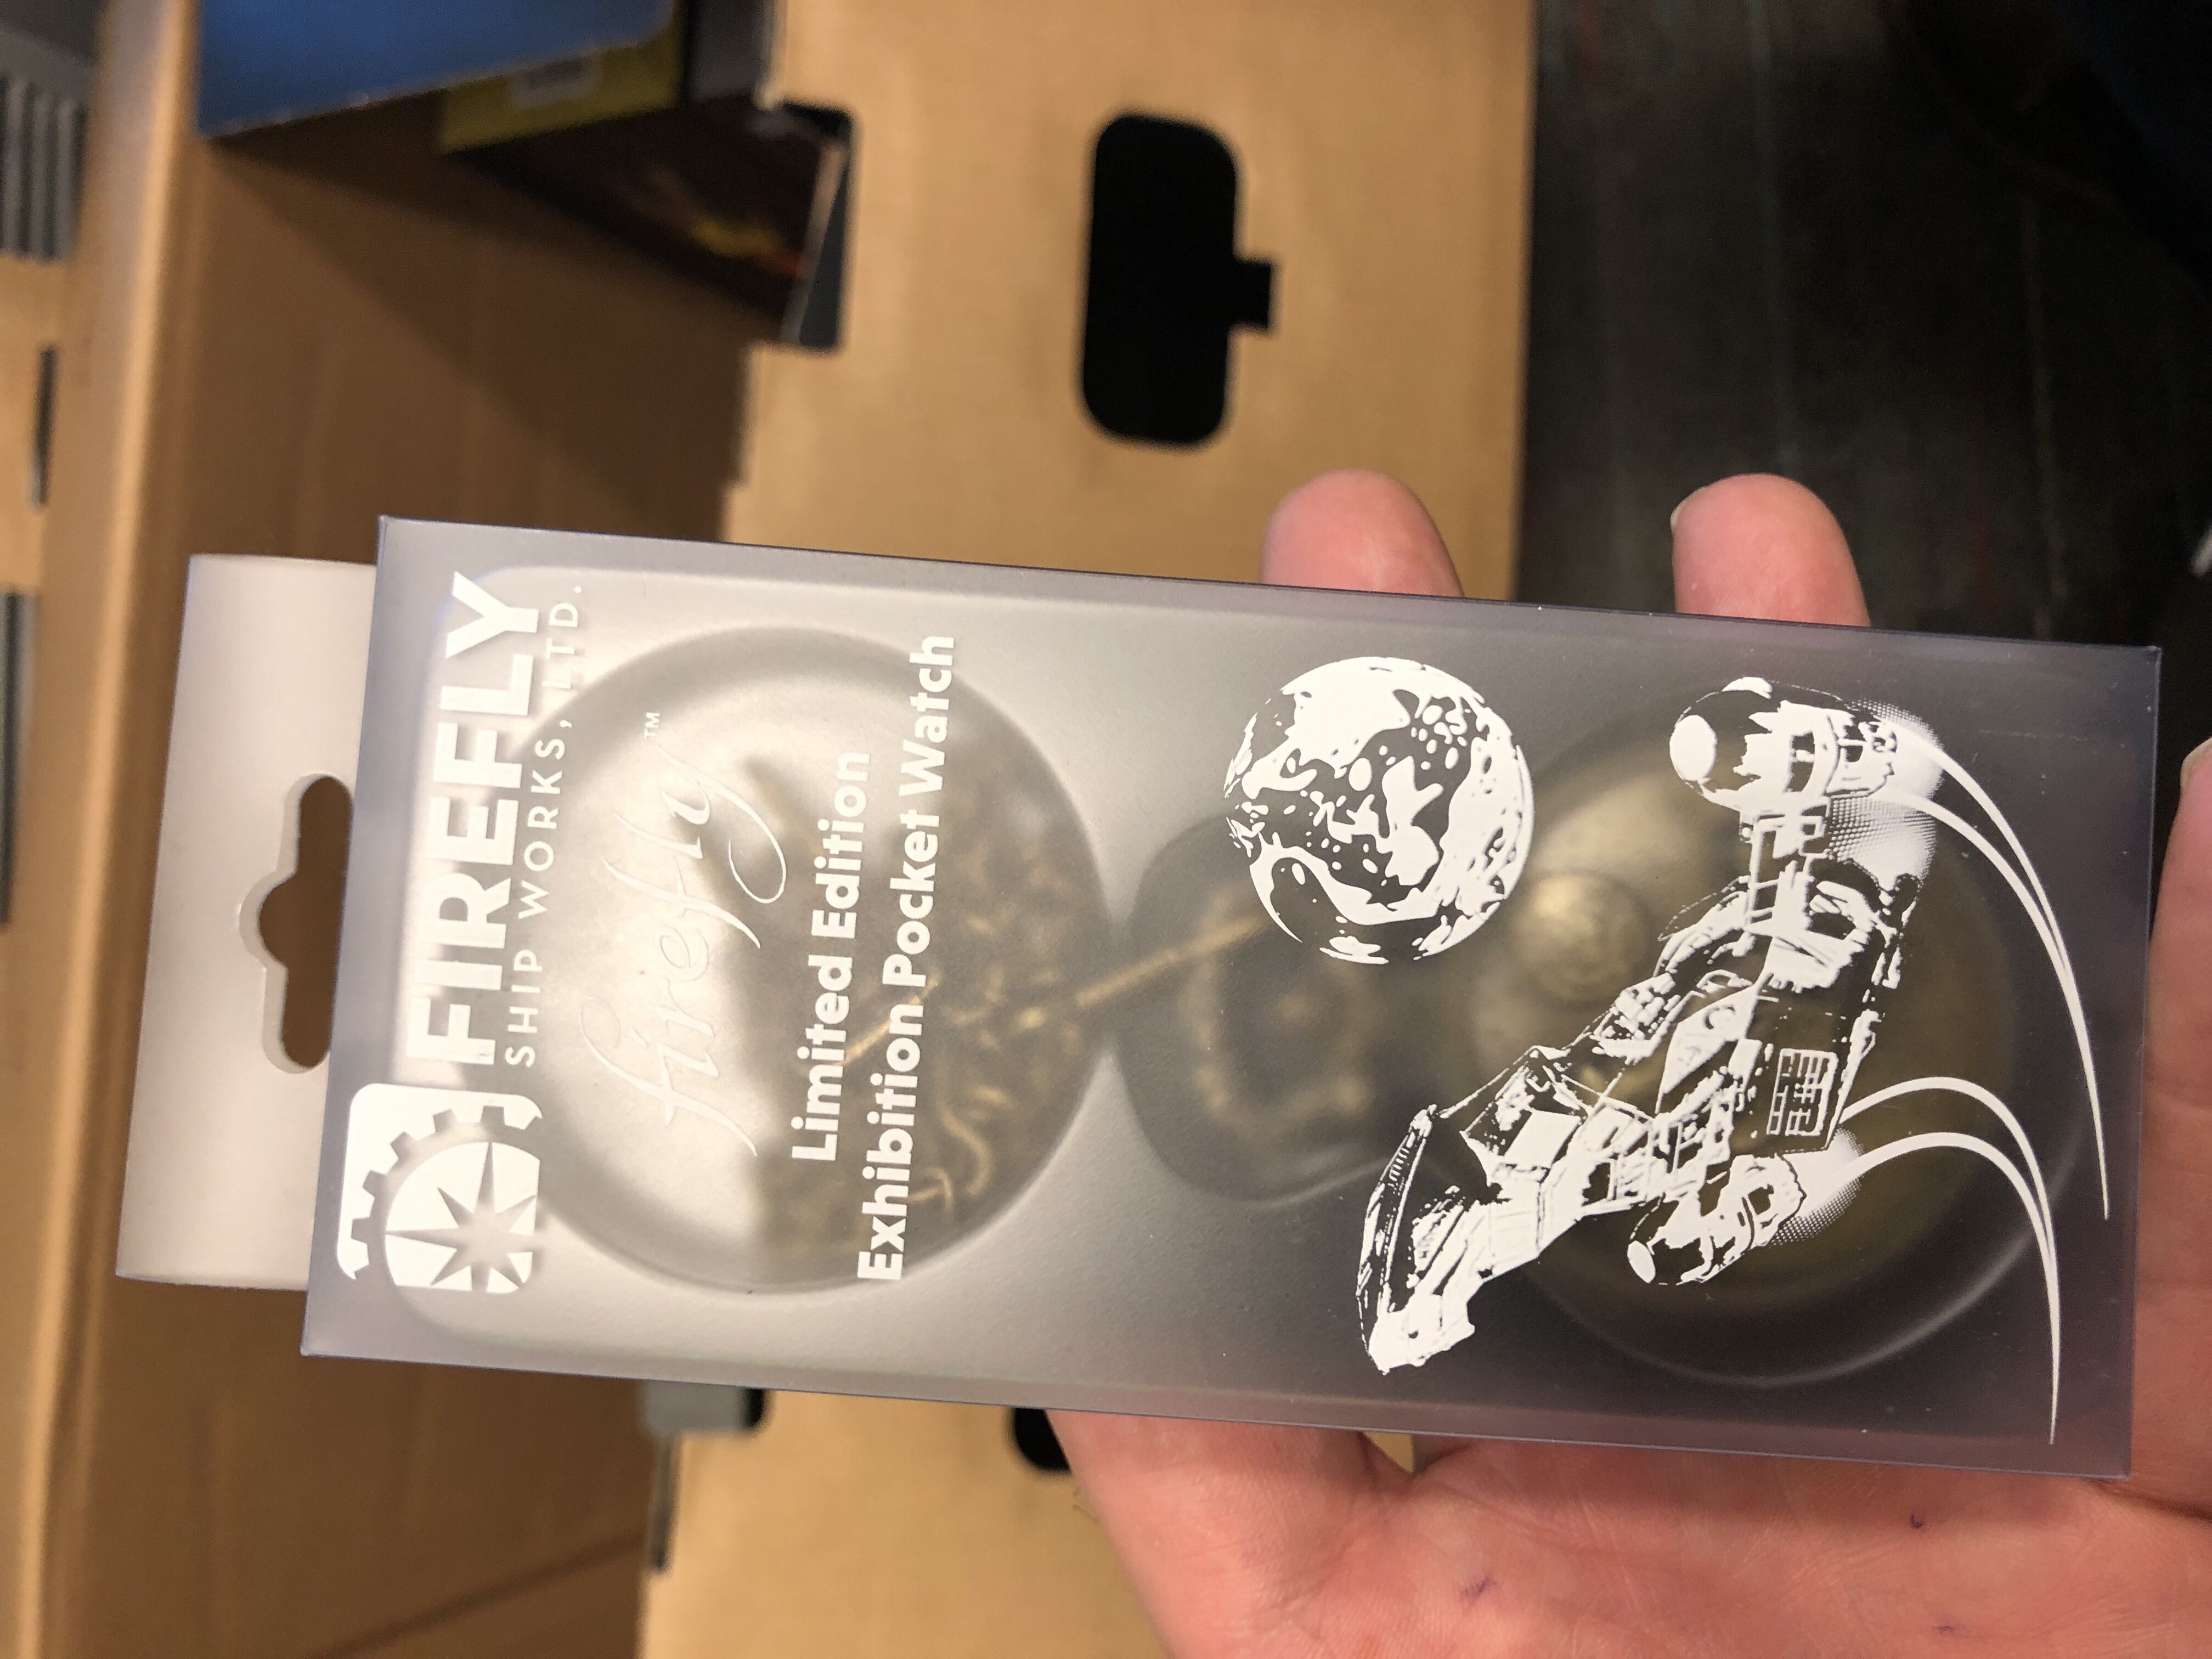 FIREFLY
SHIP WORKS, LTD.
firefly™
Limited Edition
Exhibition Pocket Watch